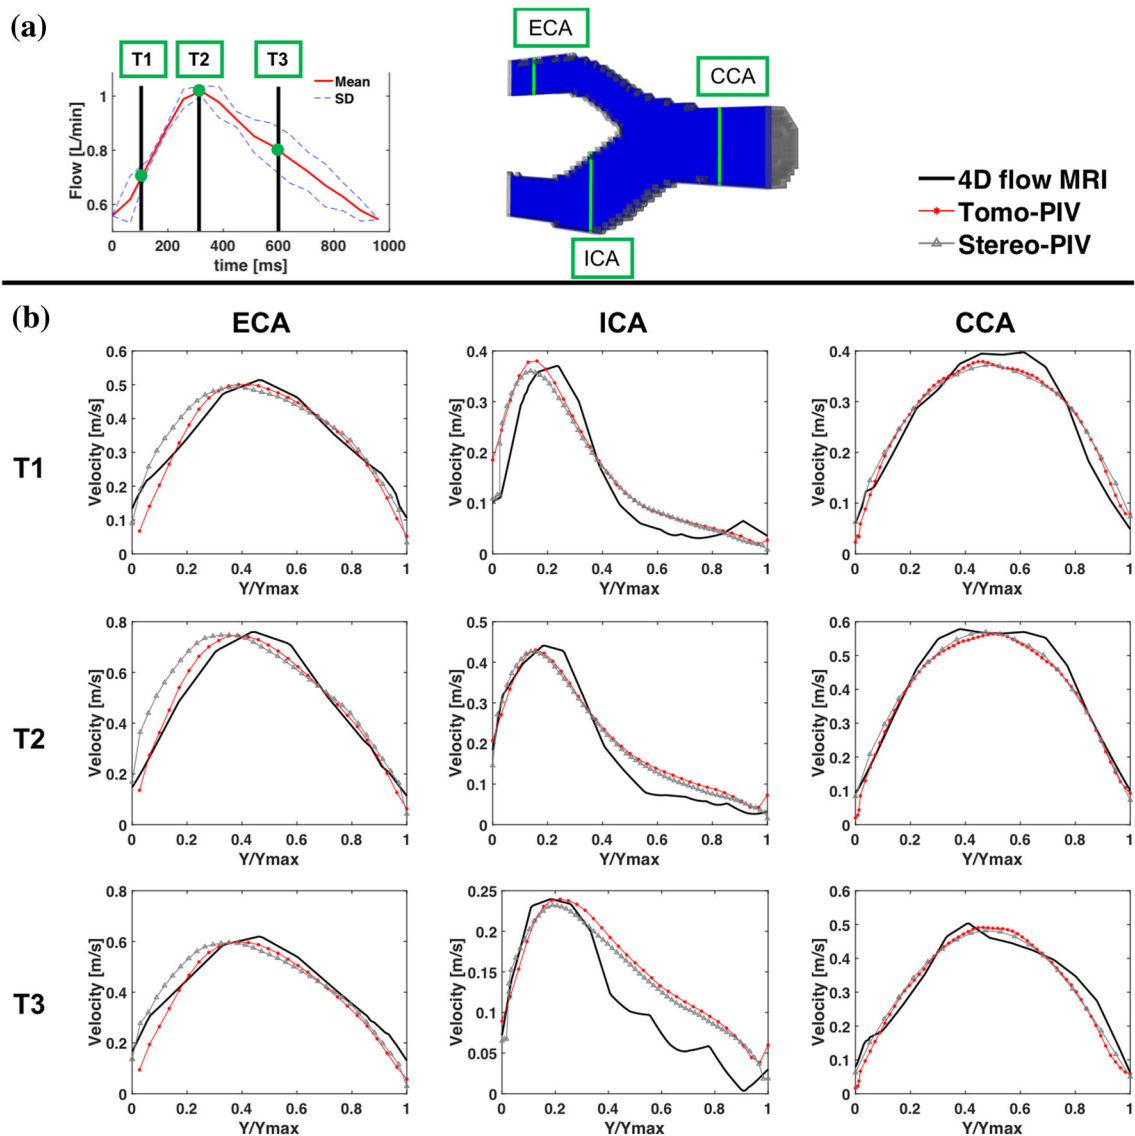 (a)
T1 T2 T3
Mean
SD
Flow [L/min]
1
0.8
0.6
0 200 400 600 800 1000
time [ms]
ECA
CCA
ICA
4D flow MRI
Tomo-PIV
Stereo-PIV
(b)
ECA ICA CCA
T1
Velocity [m/s]
0.6
0.5
0.4
0.3
0.2
0.1
0
0 0.2 0.4 0.6 0.8 1
Y/Ymax
Velocity [m/s]
0.4
0.3
0.2
0.1
0
0 0.2 0.4 0.6 0.8 1
Y/Ymax
Velocity [m/s]
0.4
0.3
0.2
0.1
0
0 0.2 0.4 0.6 0.8 1
Y/Ymax
T2
Velocity [m/s]
0.8
0.6
0.4
0.2
0
0 0.2 0.4 0.6 0.8 1
Y/Ymax
Velocity [m/s]
0.5
0.4
0.3
0.2
0.1
0
0 0.2 0.4 0.6 0.8 1
Y/Ymax
Velocity [m/s]
0.6
0.5
0.4
0.3
0.2
0.1
0
0 0.2 0.4 0.6 0.8 1
Y/Ymax
T3
Velocity [m/s]
0.8
0.6
0.4
0.2
0
0 0.2 0.4 0.6 0.8 1
Y/Ymax
Velocity [m/s]
0.25
0.2
0.15
0.1
0.05
0
0 0.2 0.4 0.6 0.8 1
Y/Ymax
Velocity [m/s]
0.6
0.5
0.4
0.3
0.2
0.1
0
0 0.2 0.4 0.6 0.8 1
Y/Ymax